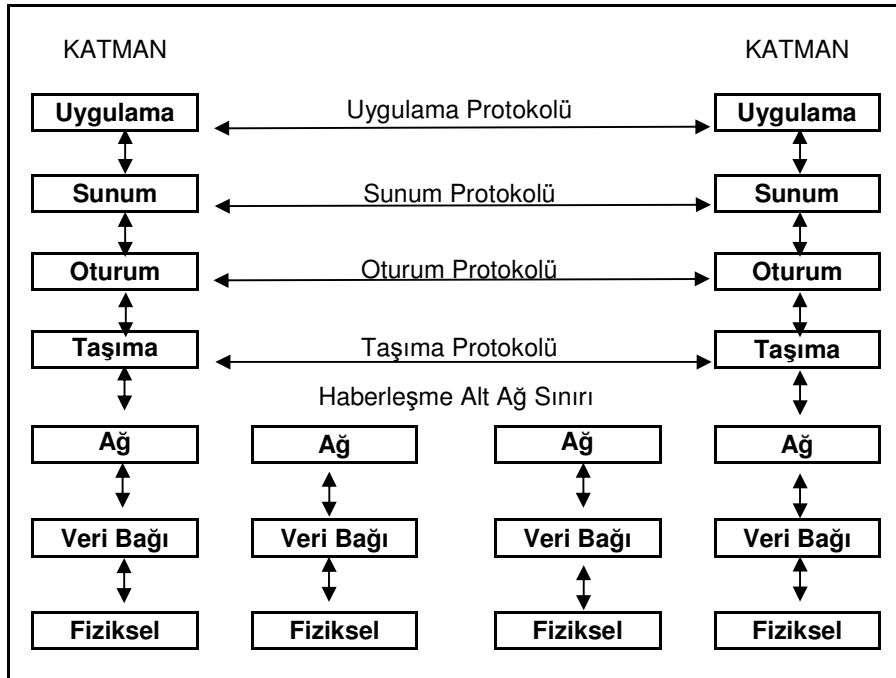 KATMAN KATMAN
Uygulama Uygulama Protokolü Uygulama
Sunum Sunum Protokolü Sunum
Oturum Oturum Protokolü Oturum
Taşıma Taşıma Protokolü Taşıma
Haberleşme Alt Ağ Sınırı
Ağ Ağ Ağ Ağ
Veri Bağı Veri Bağı Veri Bağı Veri Bağı
Fiziksel Fiziksel Fiziksel Fiziksel